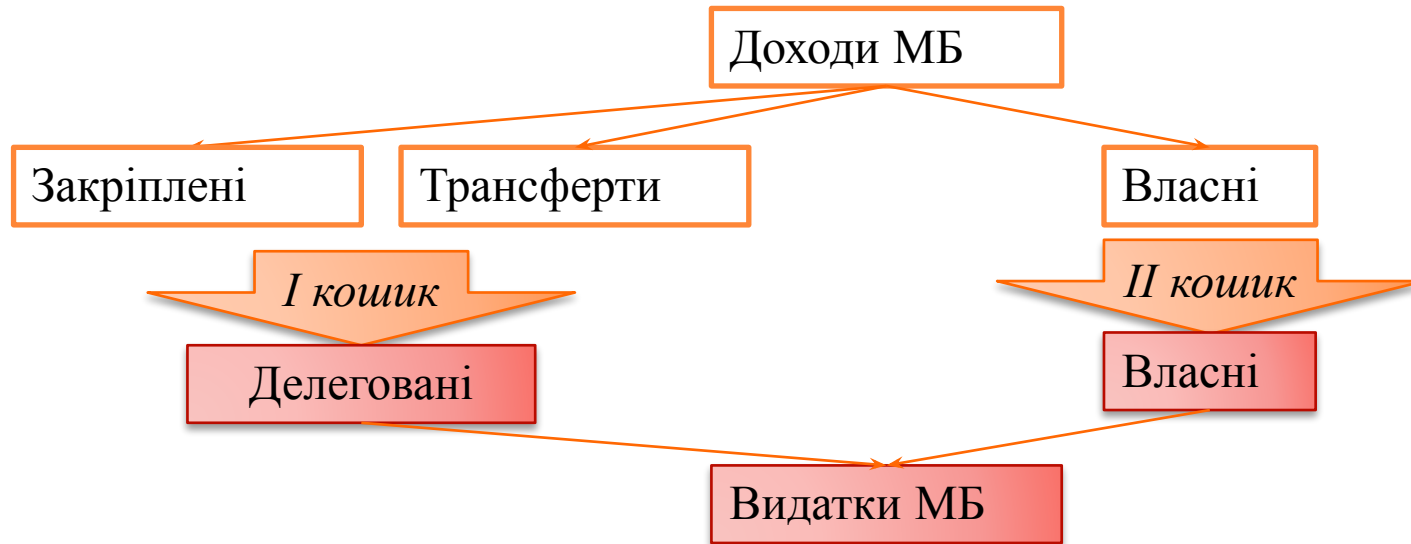 Доходи МБ
Закріплені
Трансферти
Власні
I кошик
II кошик
Делеговані
Власні
Видатки МБ